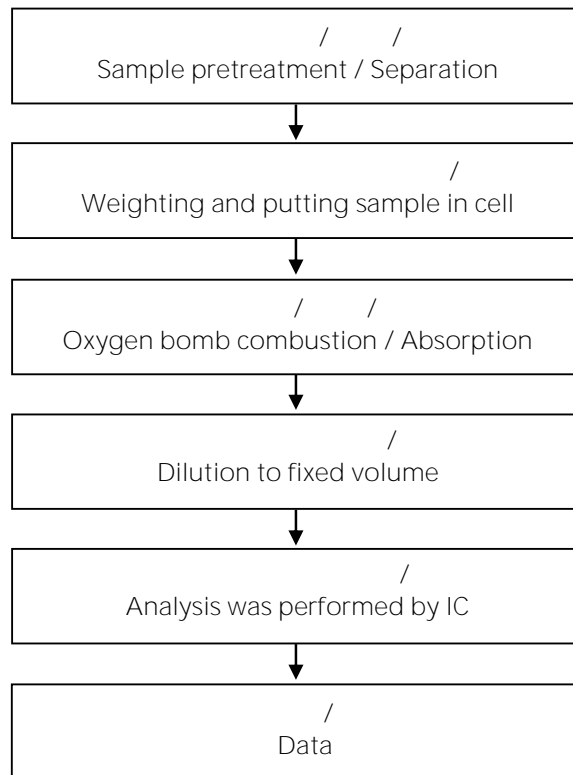 / /
Sample pretreatment / Separation
/
Weighting and putting sample in cell
/ /
Oxygen bomb combustion / Absorption
/
Dilution to fixed volume
/
Analysis was performed by IC
/
Data